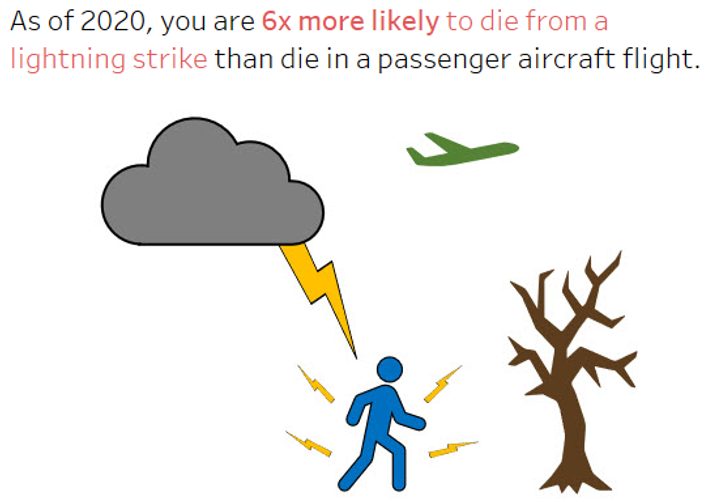 As of 2020, you are 6x more likely to die from a
lightning strike than die in a passenger aircraft flight.